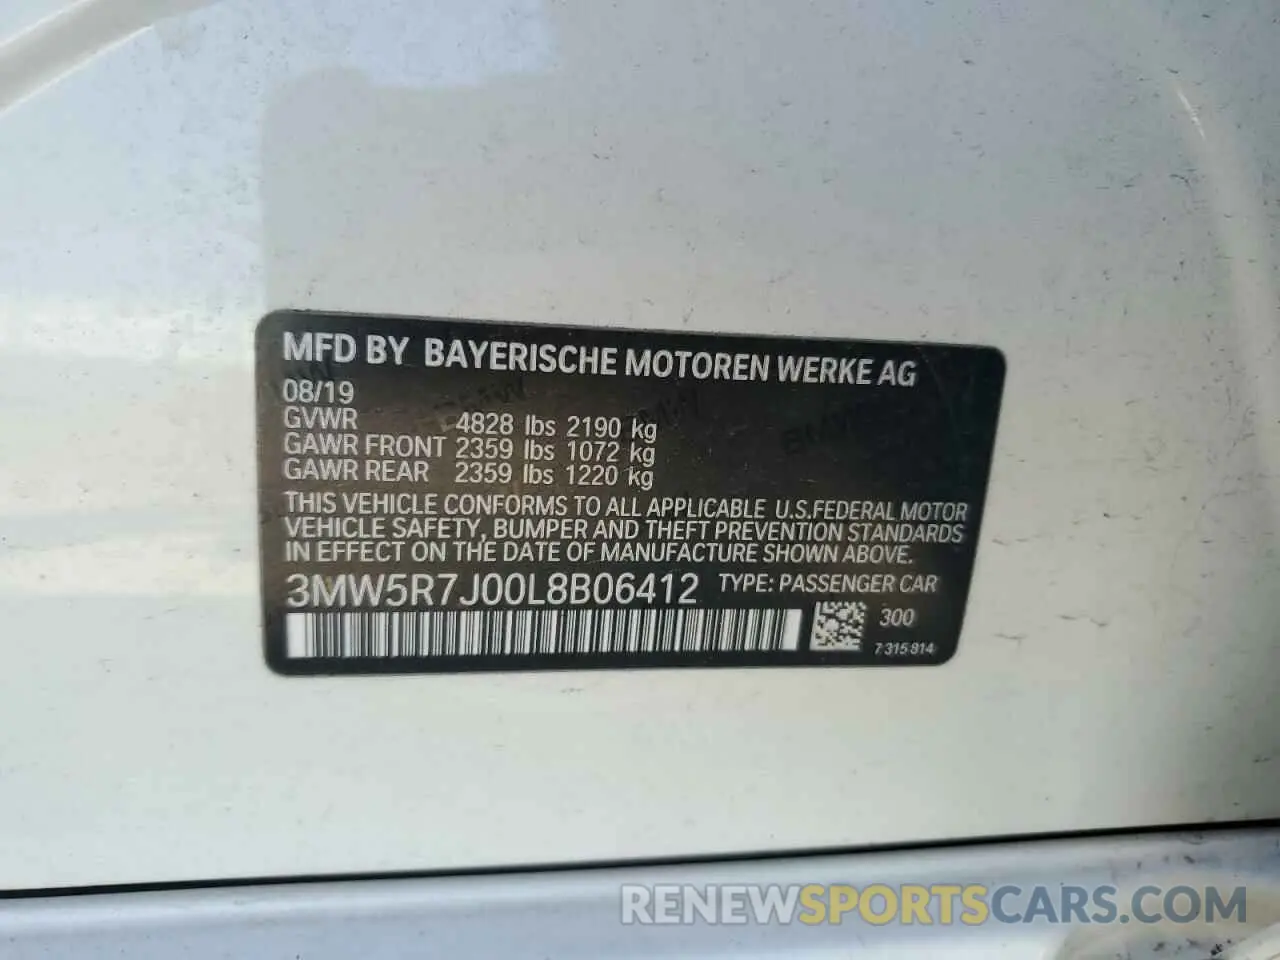 MFD BY BAYERISCHE MOTOREN WERKE AG
08/19
GVWR 4828 lbs 2190 kg
GAWR FRONT 2359 lbs 1072 kg
GAWR REAR 2359 lbs 1220 kg
THIS VEHICLE CONFORMS TO ALL APPLICABLE U.S.FEDERAL MOTOR
VEHICLE SAFETY, BUMPER AND THEFT PREVENTION STANDARDS
IN EFFECT ON THE DATE OF MANUFACTURE SHOWN ABOVE.
3MW5R7J00L8B06412 TYPE: PASSENGER CAR
300
7 315 814
RENEWSPORTSCARS.COM